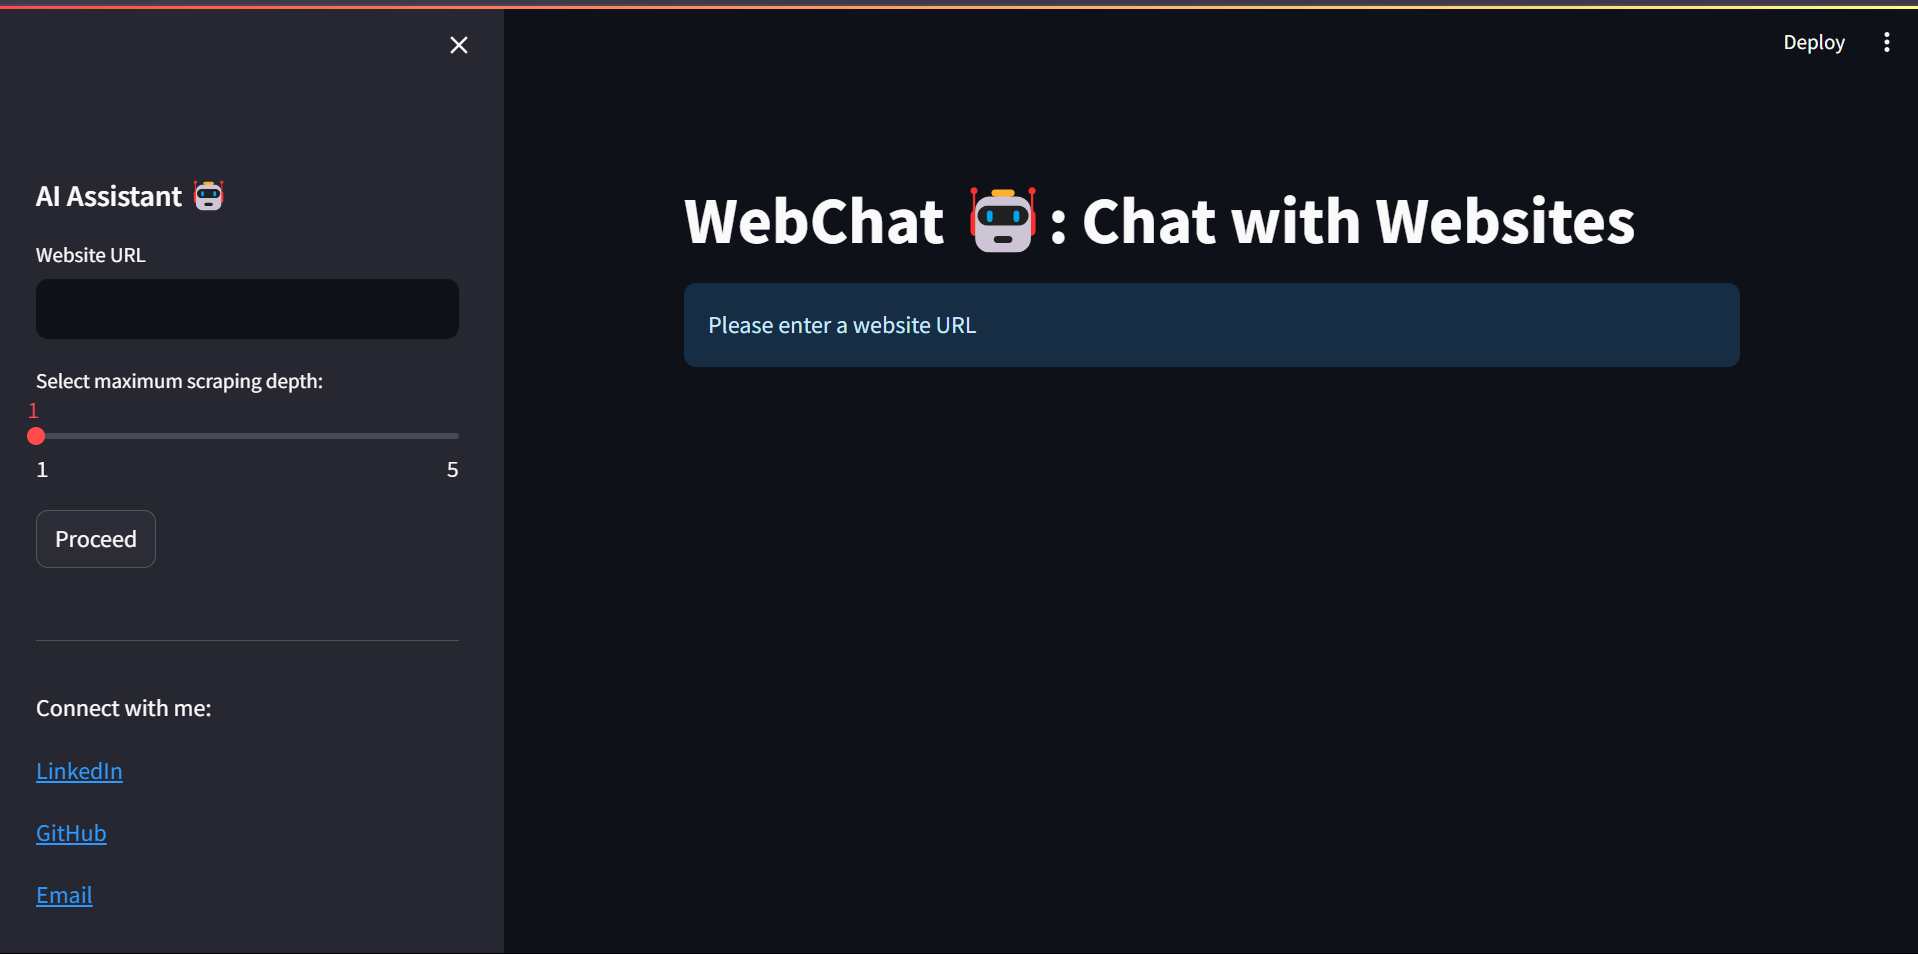 Deploy
AI Assistant 🤖
Website URL
Select maximum scraping depth:
1
1 5
Proceed
Connect with me:
LinkedIn
GitHub
Email
WebChat 🤖: Chat with Websites
Please enter a website URL